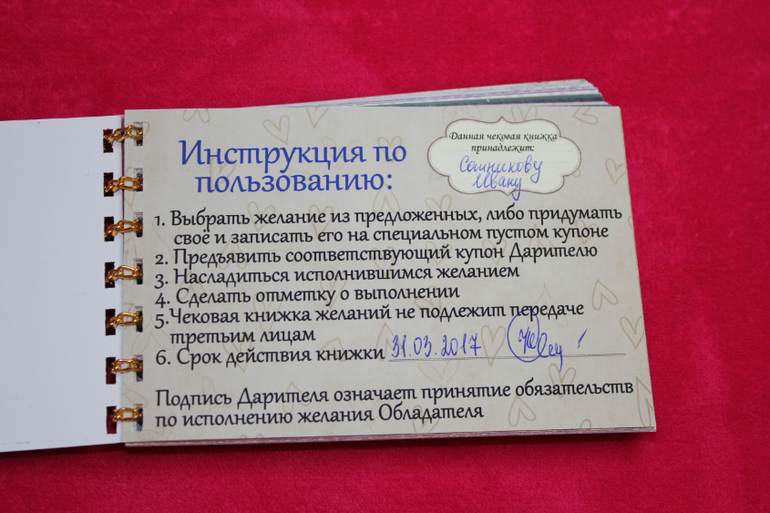 Инструкция по
пользованию:
Данная чековая книжка
принадлежит:
Сошникову
Ивану
1. Выбрать желание из предложенных, либо придумать
своё и записать его на специальном пустом купоне
2. Предъявить соответствующий купон Дарителю
3. Насладиться исполнившимся желанием
4. Сделать отметку о выполнении
5.Чековая книжка желаний не подлежит передаче
третьим лицам
6. Срок действия книжки 31.03.2017
Подпись Дарителя означает принятие обязательств
по исполнению желания Обладателя